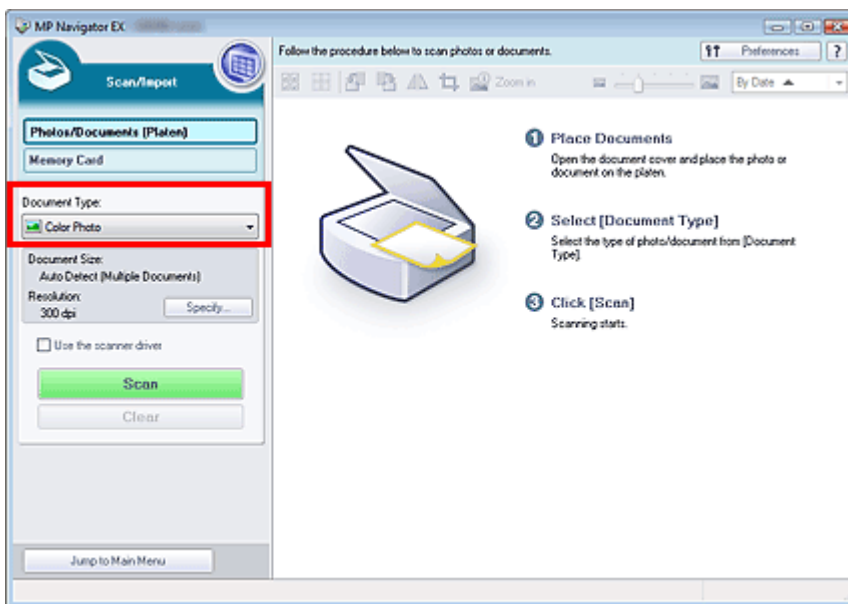 MP Navigator EX
Scan/Import
Photos/Documents (Platen)
Memory Card
Document Type:
Color Photo
Document Size:
Auto Detect (Multiple Documents)
Resolution:
300 dpi
Specify...
Use the scanner driver
Scan
Clear
Jump to Main Menu
Follow the procedure below to scan photos or documents.
Preferences
?
Zoom in
By Date
1 Place Documents
Open the document cover and place the photo or
document on the platen.
2 Select [Document Type]
Select the type of photo/document from [Document
Type].
3 Click [Scan]
Scanning starts.